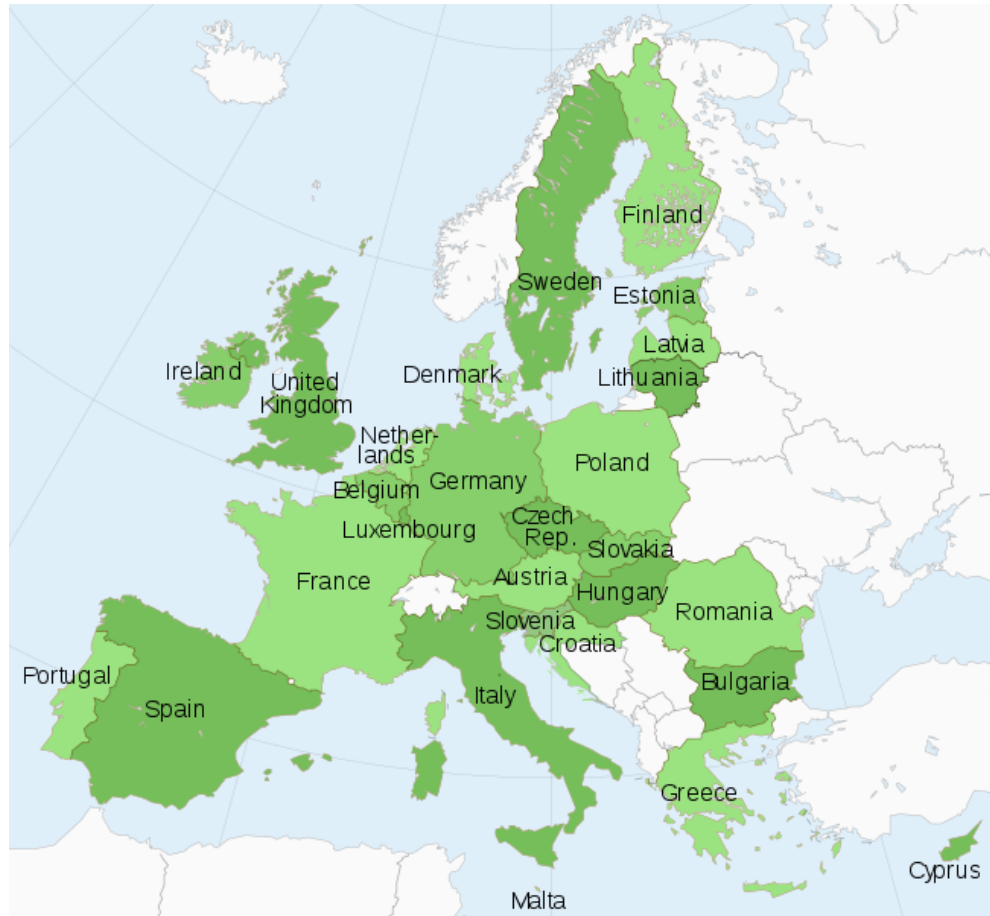 Finland
Sweden
Estonia
Latvia
Ireland
Denmark
Lithuania
United
Kingdom
Nether-
lands
Poland
Belgium
Germany
Czech
Rep.
Luxembourg
Slovakia
France
Austria
Hungary
Romania
Slovenia
Croatia
Portugal
Bulgaria
Spain
Italy
Greece
Cyprus
Malta